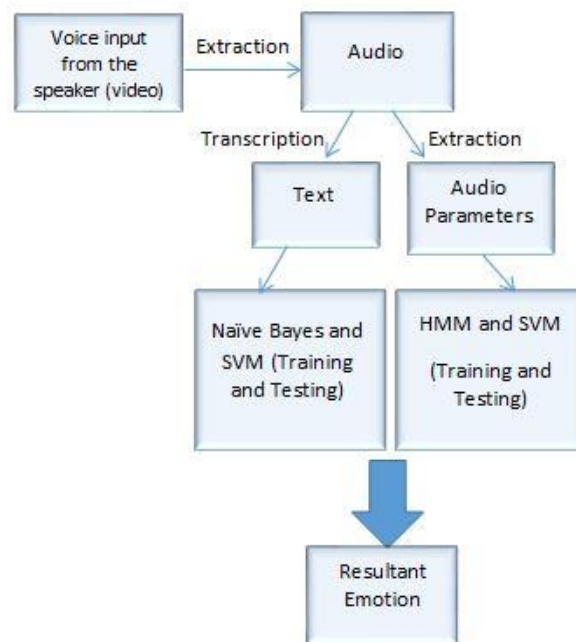 Voice input
from the
speaker (video)
Extraction
Audio
Transcription
Extraction
Text
Audio
Parameters
Naïve Bayes and
SVM (Training
and Testing)
HMM and SVM
(Training and
Testing)
Resultant
Emotion